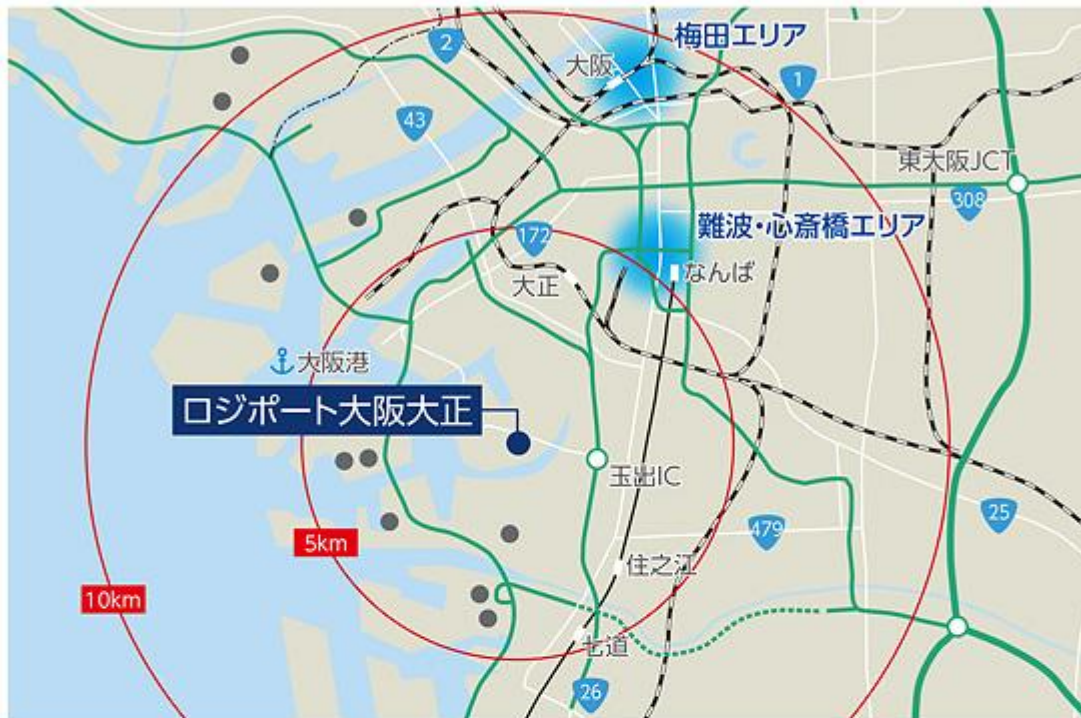 梅田エリア
2
大阪
1
43
東大阪JCT
308
難波・心斎橋エリア
172
なんば
大正
大阪港
ロジポート大阪大正
玉出IC
25
479
5km
住之江
10km
七道
26